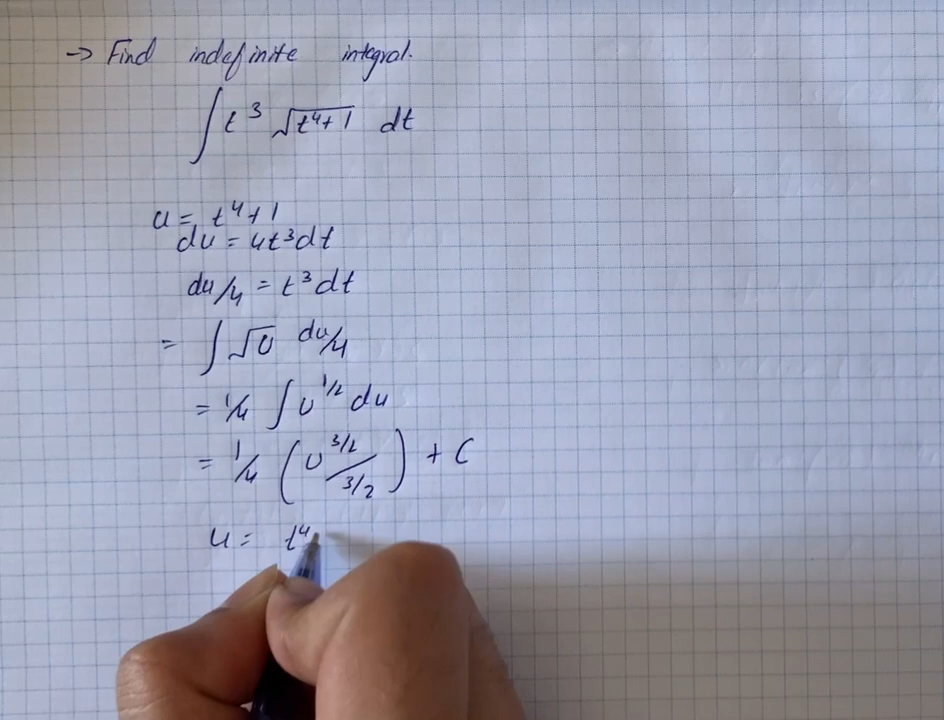 → Find indefinite integral.
∫ t³ √t⁴+1 dt
u = t⁴+1
du = 4t³dt
du/4 = t³dt
= ∫ √u du/4
= 1/4 ∫ u^1/2 du
= 1/4 (u^3/2 / 3/2) + C
u = t⁴